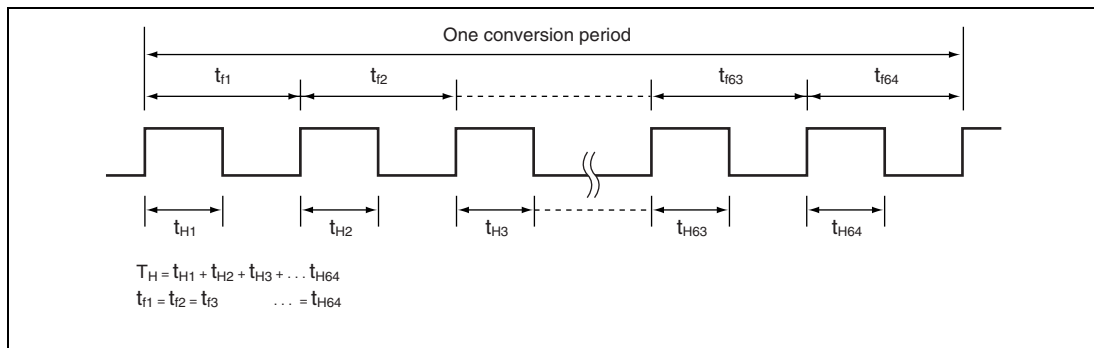 One conversion period
tf1 tf2 tf63 tf64
tH1 tH2 tH3 tH63 tH64
TH = tH1 + tH2 + tH3 + . . . tH64
tf1 = tf2 = tf3 . . . = tH64